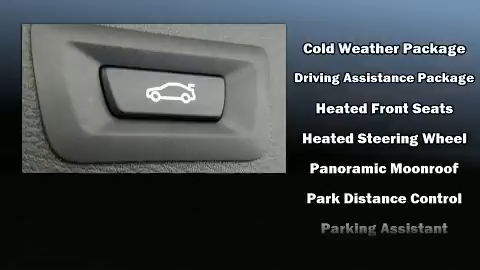 Cold Weather Package
Driving Assistance Package
Heated Front Seats
Heated Steering Wheel
Panoramic Moonroof
Park Distance Control
Parking Assistant